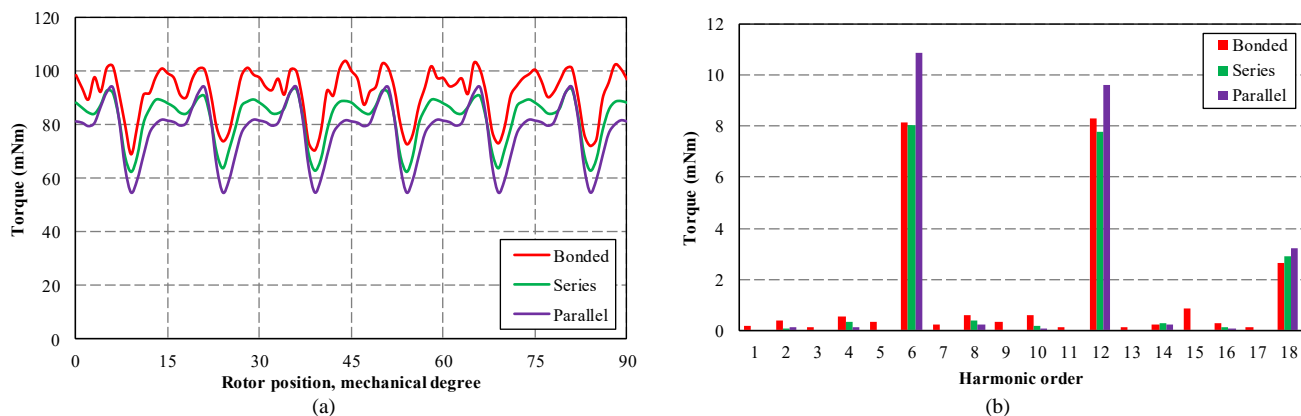 120
100
80
60
40
20
0
Torque (mNm)
Bonded
Series
Parallel
0 15 30 45 60 75 90
Rotor position, mechanical degree
(a)
12
10
8
6
4
2
0
Torque (mNm)
Bonded
Series
Parallel
1 2 3 4 5 6 7 8 9 10 11 12 13 14 15 16 17 18
Harmonic order
(b)